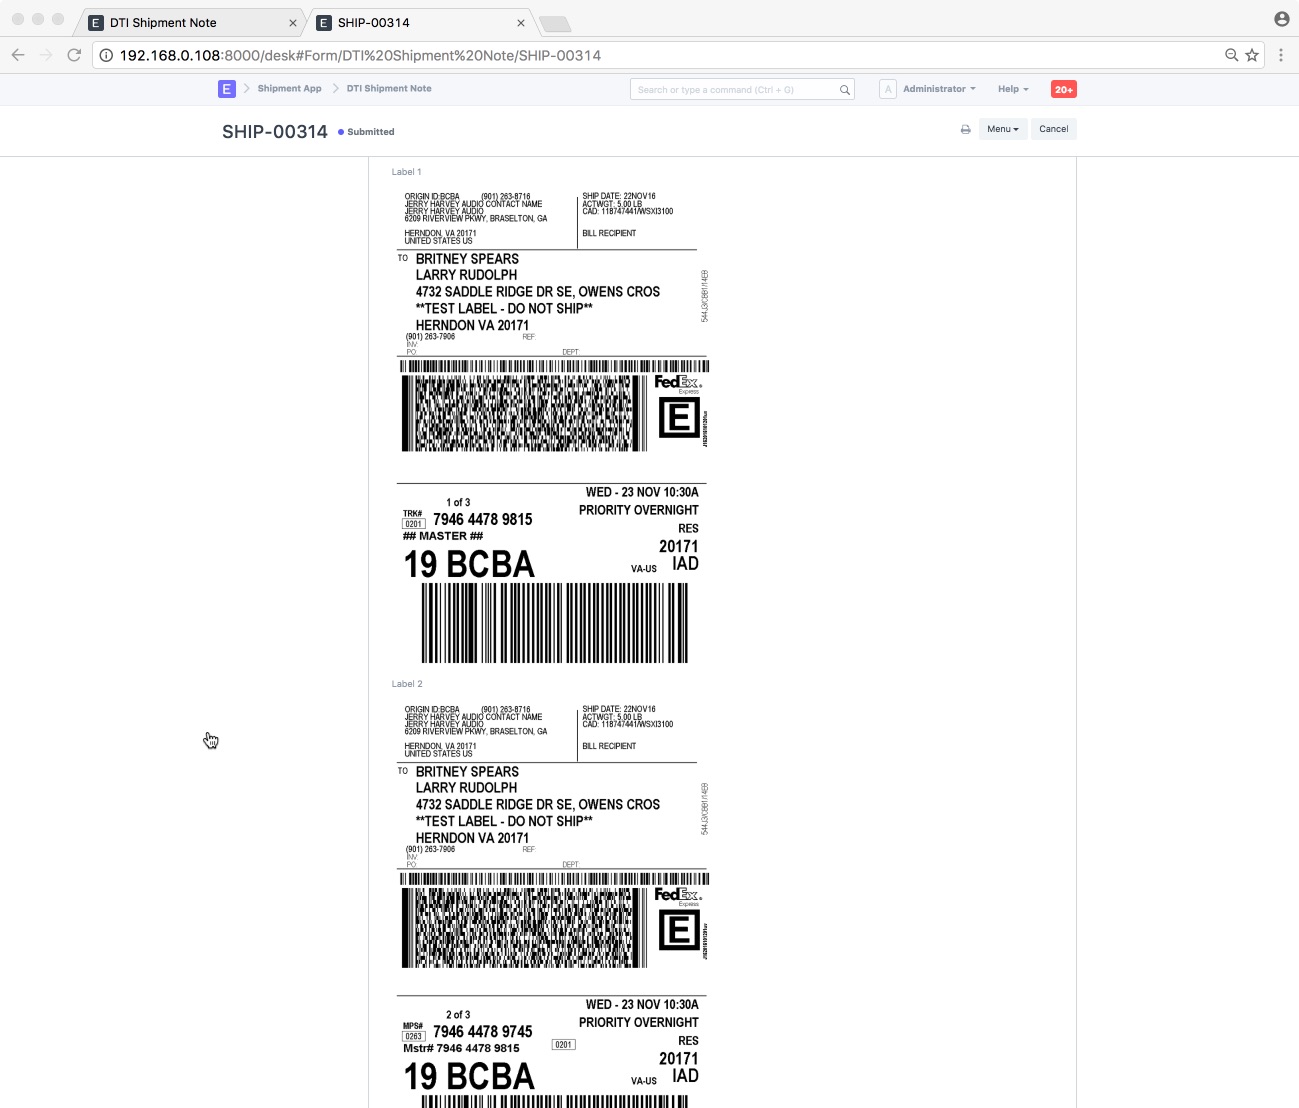 DTI Shipment Note
SHIP-00314
192.168.0.108:8000/desk#Form/DTI%20Shipment%20Note/SHIP-00314
E Shipment App DTI Shipment Note
Search or type a command (Ctrl + G)
A Administrator Help 20+
SHIP-00314 Submitted
Menu Cancel
Label 1
ORIGIN ID:BCBA (901) 263-8716
JERRY HARVEY AUDIO CONTACT NAME
JERRY HARVEY AUDIO
6209 RIVERVIEW PKWY, BRASELTON, GA
HERNDON, VA 20171
UNITED STATES US
SHIP DATE: 22NOV16
ACTWGT: 5.00 LB
CAD: 118747441/WSXI3100
BILL RECIPIENT
TO BRITNEY SPEARS
LARRY RUDOLPH
4732 SADDLE RIDGE DR SE, OWENS CROS
**TEST LABEL - DO NOT SHIP**
HERNDON VA 20171
(901) 263-7906 REF:
INV:
PO: DEPT:
FedEx.
Express
E
WED - 23 NOV 10:30A
1 of 3
PRIORITY OVERNIGHT
TRK#
0201 7946 4478 9815
RES
## MASTER ##
20171
19 BCBA
VA-US IAD
Label 2
ORIGIN ID:BCBA (901) 263-8716
JERRY HARVEY AUDIO CONTACT NAME
JERRY HARVEY AUDIO
6209 RIVERVIEW PKWY, BRASELTON, GA
HERNDON, VA 20171
UNITED STATES US
SHIP DATE: 22NOV16
ACTWGT: 5.00 LB
CAD: 118747441/WSXI3100
BILL RECIPIENT
TO BRITNEY SPEARS
LARRY RUDOLPH
4732 SADDLE RIDGE DR SE, OWENS CROS
**TEST LABEL - DO NOT SHIP**
HERNDON VA 20171
(901) 263-7906 REF:
INV:
PO: DEPT:
FedEx.
Express
E
WED - 23 NOV 10:30A
2 of 3
PRIORITY OVERNIGHT
MPS#
0263 7946 4478 9745
RES
Mstr# 7946 4478 9815 0201
20171
19 BCBA
VA-US IAD